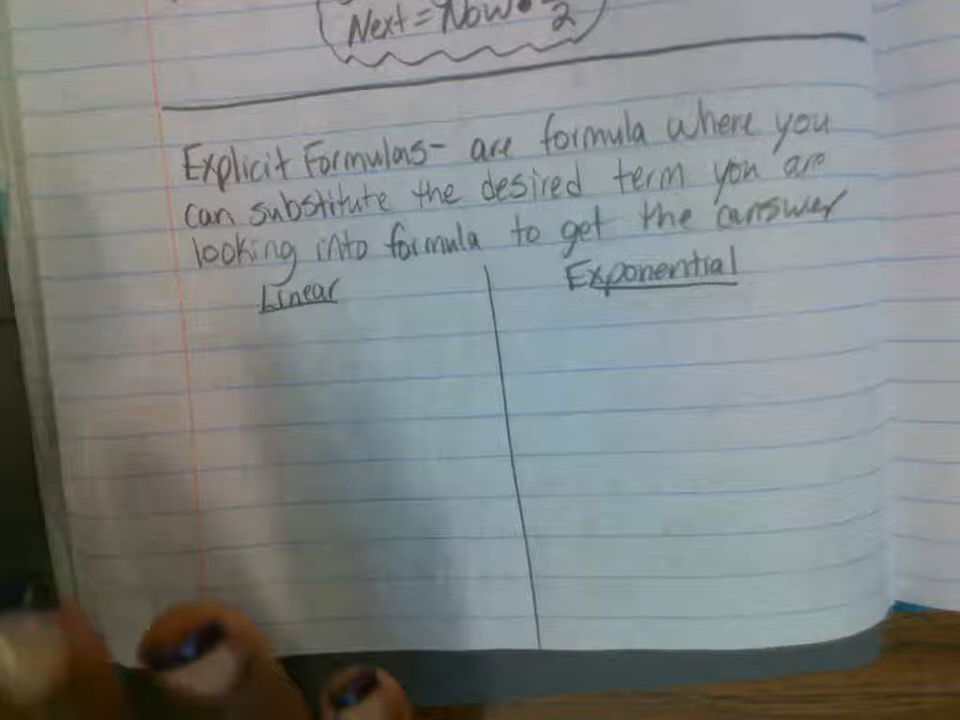 Next = Now • 2
Explicit Formulas- are formula where you
can substitute the desired term you are
looking into formula to get the answer
Linear
Exponential